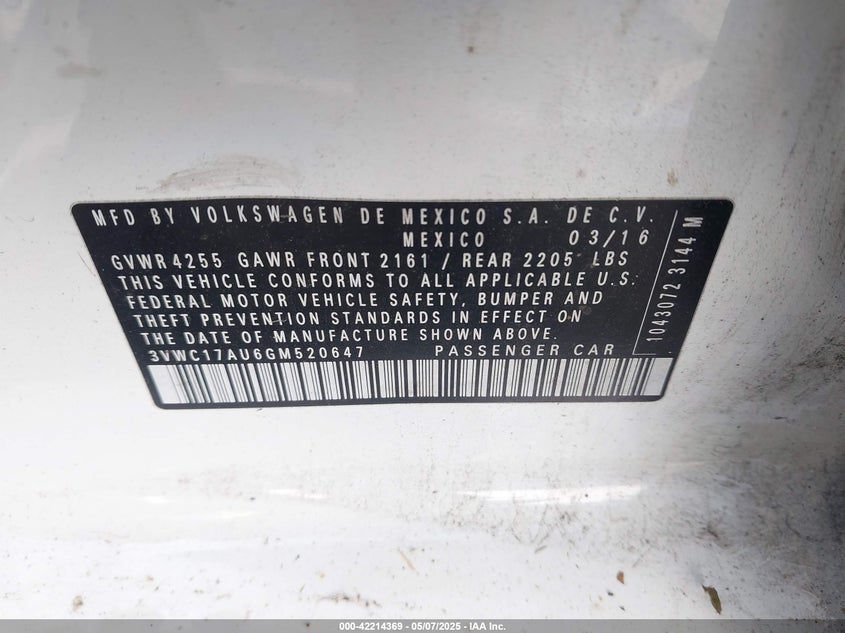 MFD BY VOLKSWAGEN DE MEXICO S.A. DE C.V.
MEXICO 03/16
GVWR 4255 GAWR FRONT 2161 / REAR 2205 LBS
THIS VEHICLE CONFORMS TO ALL APPLICABLE U.S.
FEDERAL MOTOR VEHICLE SAFETY, BUMPER AND
THEFT PREVENTION STANDARDS IN EFFECT ON
THE DATE OF MANUFACTURE SHOWN ABOVE.
3VWC17AU6GM520647 PASSENGER CAR
1043072 3144 M
000-42214369 - 05/07/2025 - IAA Inc.